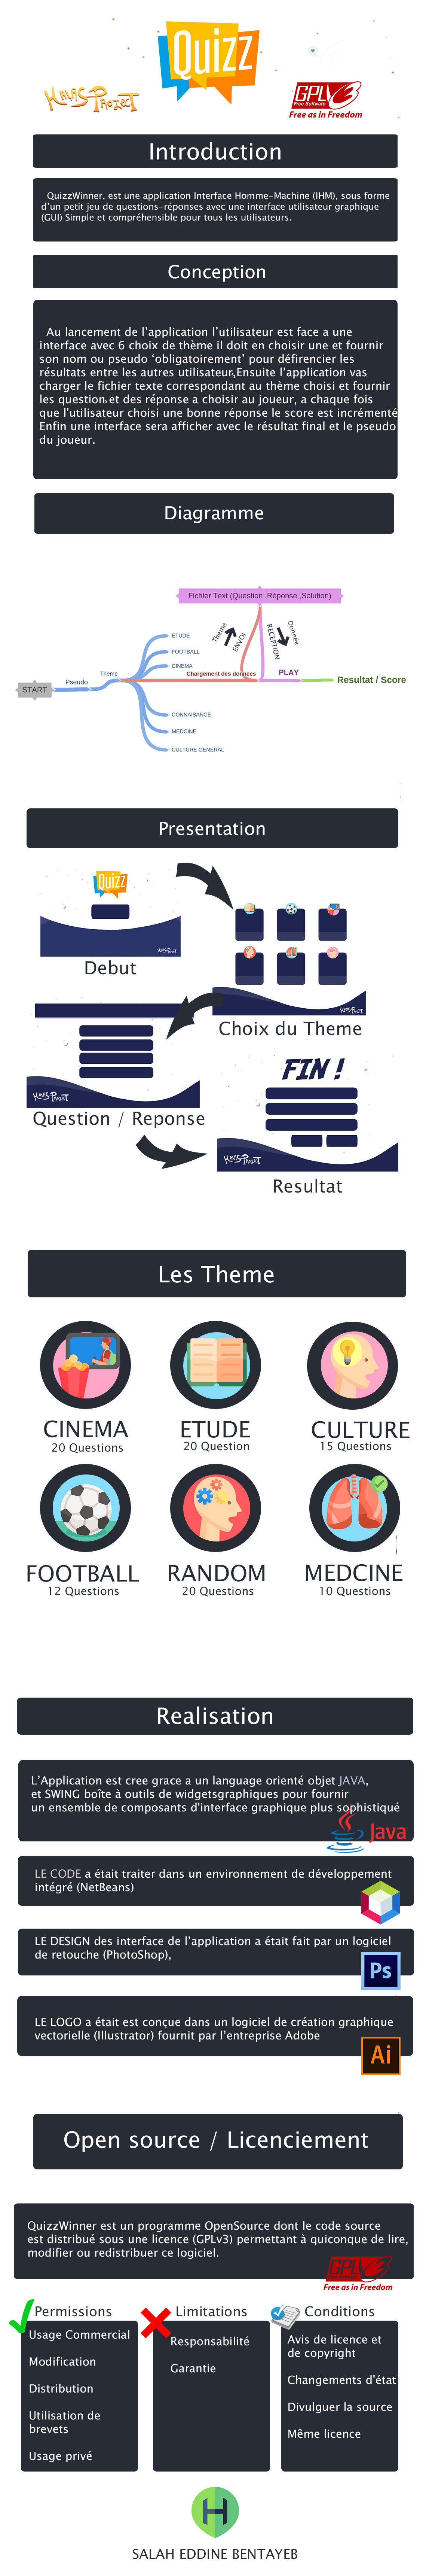 Quizz
KHLAS-PROJECT
GPL
Free Software
Free as in Freedom
Introduction
QuizzWinner, est une application Interface Homme-Machine (IHM), sous forme
d'un petit jeu de questions-réponses avec une interface utilisateur graphique
(GUI) Simple et compréhensible pour tous les utilisateurs.
Conception
Au lancement de l'application l'utilisateur est face a une
interface avec 6 choix de thème il doit en choisir une et fournir
son nom ou pseudo 'obligatoirement' pour défirencier les
résultats entre les autres utilisateur,Ensuite l'application vas
charger le fichier texte correspondant au thème choisi et fournir
les question et des réponse a choisir au joueur, a chaque fois
que l'utilisateur choisi une bonne réponse le score est incrémenté
Enfin une interface sera afficher avec le résultat final et le pseudo
du joueur.
Diagramme
Fichier Text (Question ,Réponse ,Solution)
Theme
ENVOI
RECEPTION
Donnée
ETUDE
FOOTBALL
CINEMA
START
Pseudo
Theme
Chargement des donnees
PLAY
Resultat / Score
CONNAISANCE
MEDCINE
CULTURE GENERAL
Presentation
Quizz
Debut
Choix du Theme
Question / Reponse
FIN !
Resultat
Les Theme
CINEMA
20 Questions
ETUDE
20 Question
CULTURE
15 Questions
FOOTBALL
12 Questions
RANDOM
20 Questions
MEDCINE
10 Questions
Realisation
L'Application est cree grace a un language orienté objet JAVA,
et SWING boîte à outils de widgetsgraphiques pour fournir
un ensemble de composants d'interface graphique plus sophistiqué
Java
LE CODE a était traiter dans un environnement de développement
intégré (NetBeans)
LE DESIGN des interface de l'application a était fait par un logiciel
de retouche (PhotoShop),
Ps
LE LOGO a était est conçue dans un logiciel de création graphique
vectorielle (Illustrator) fournit par l'entreprise Adobe
Ai
Open source / Licenciement
QuizzWinner est un programme OpenSource dont le code source
est distribué sous une licence (GPLv3) permettant à quiconque de lire,
modifier ou redistribuer ce logiciel.
GPL
Free as in Freedom
Permissions
Usage Commercial
Modification
Distribution
Utilisation de
brevets
Usage privé
Limitations
Responsabilité
Garantie
Conditions
Avis de licence et
de copyright
Changements d'état
Divulguer la source
Même licence
H
SALAH EDDINE BENTAYEB